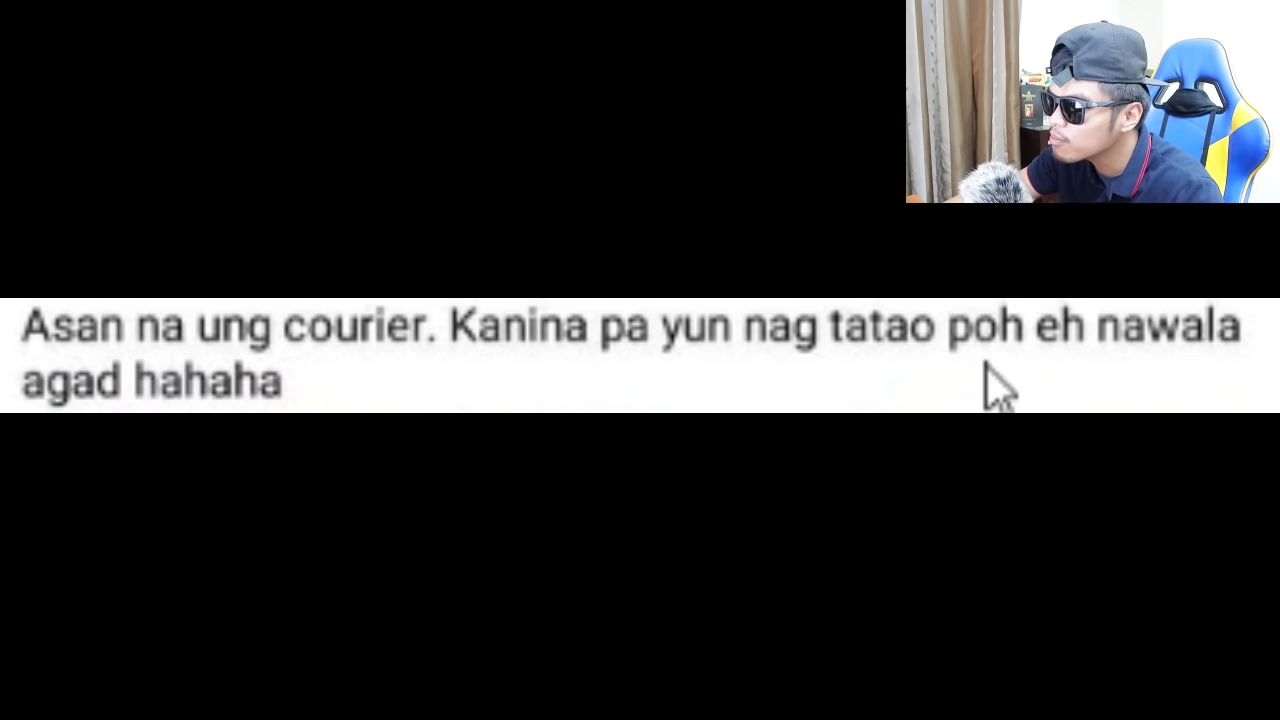 Asan na ung courier. Kanina pa yun nag tatao poh eh nawala
agad hahaha